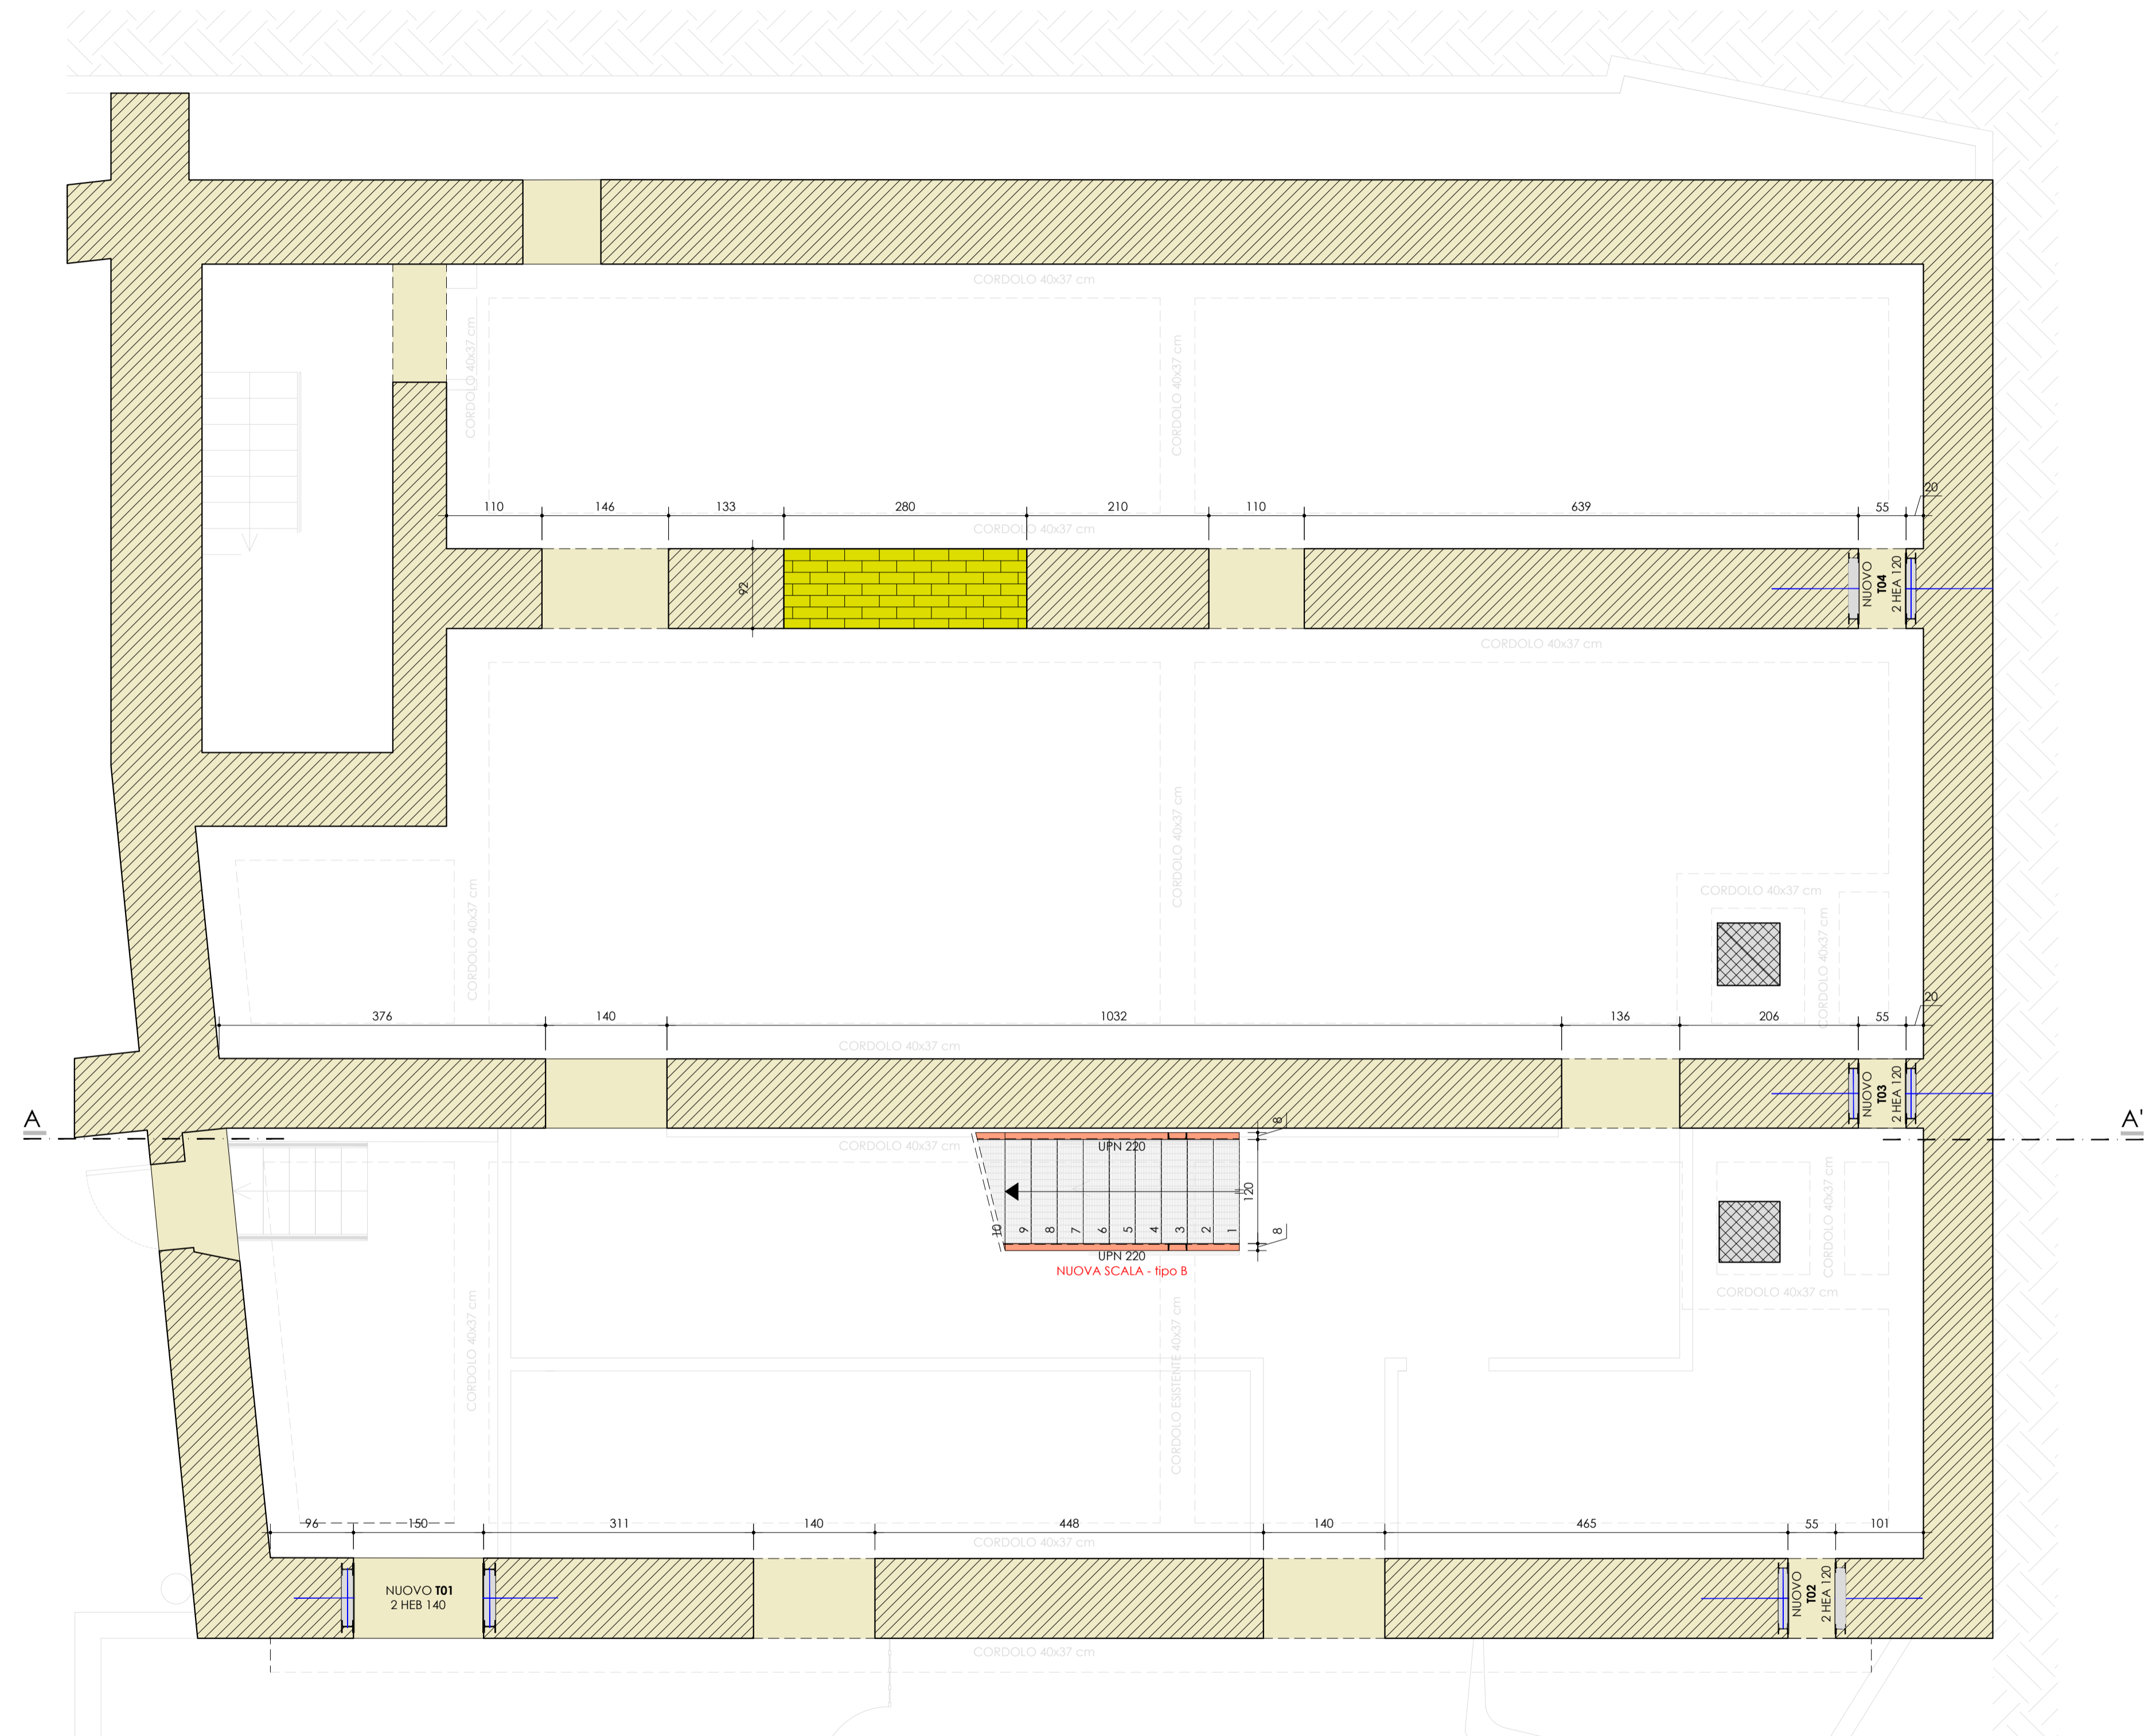 CORDOLO 40x37 cm
CORDOLO 40x37 cm
CORDOLO 40x37 cm
110 146 133 280 210 110 639 55 20
CORDOLO 40x37 cm
92
NUOVO
T04
2 HEA 120
CORDOLO 40x37 cm
CORDOLO 40x37 cm
CORDOLO 40x37 cm
CORDOLO 40x37 cm
CORDOLO 40x37 cm
376 140 1032 136 206 55 20
CORDOLO 40x37 cm
NUOVO
T03
2 HEA 120
A A'
CORDOLO 40x37 cm
8
UPN 220
120
10 9 8 7 6 5 4 3 2 1
8
UPN 220
NUOVA SCALA - tipo B
CORDOLO 40x37 cm
CORDOLO 40x37 cm
CORDOLO 40x37 cm
CORDOLO ESISTENTE 40x37 cm
96 150 311 140 448 140 465 55 101
CORDOLO 40x37 cm
NUOVO T01
2 HEB 140
NUOVO
T02
2 HEA 120
CORDOLO 40x37 cm